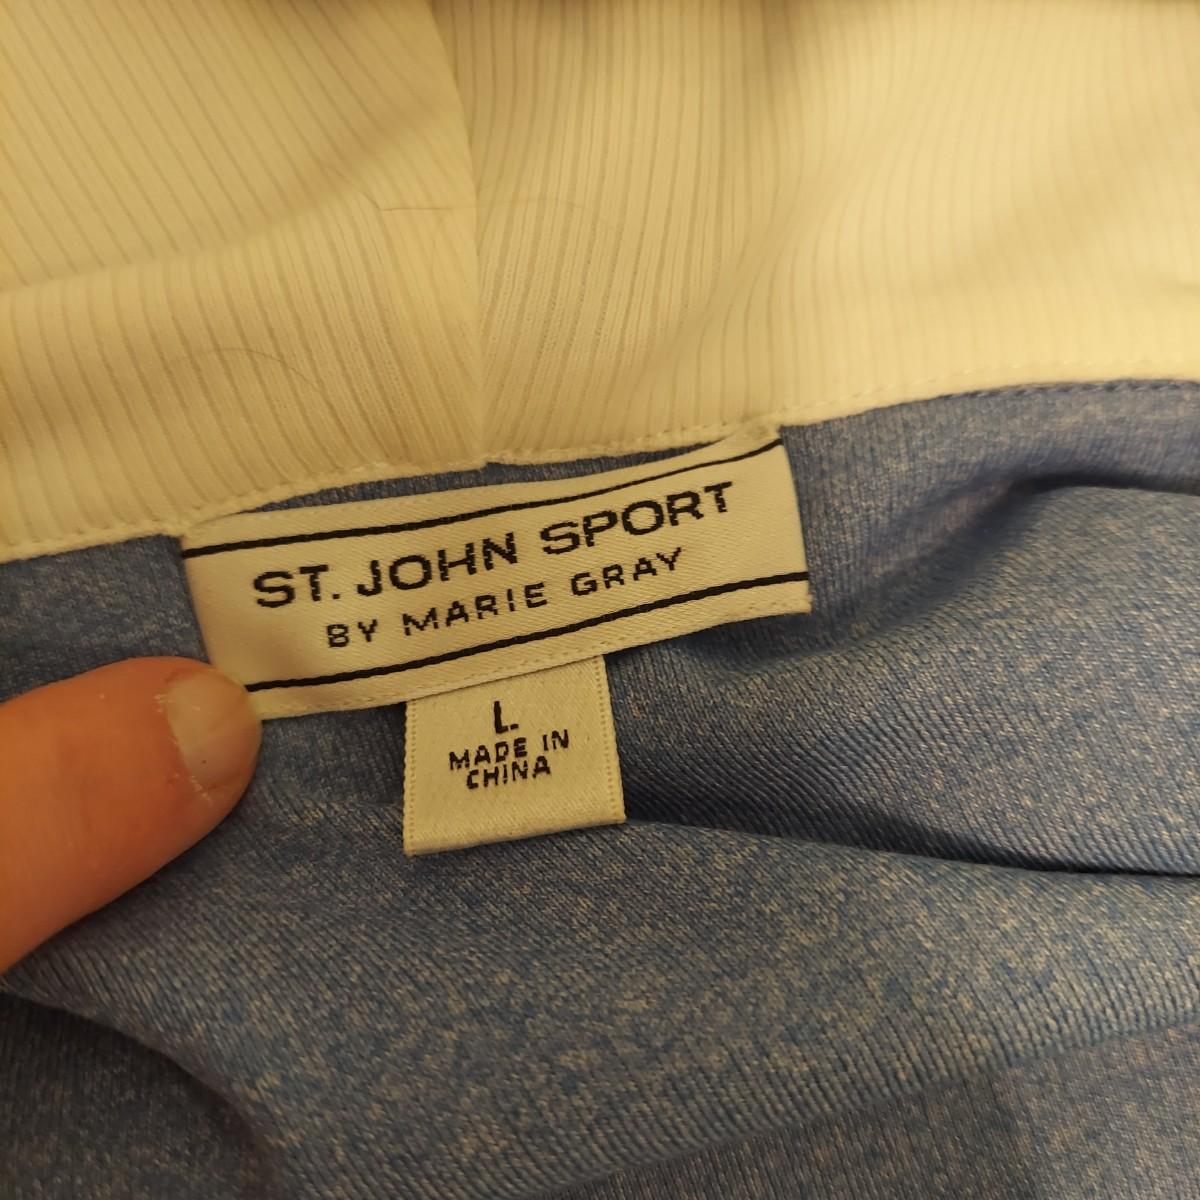 ST. JOHN SPORT
BY MARIE GRAY
L
MADE IN
CHINA